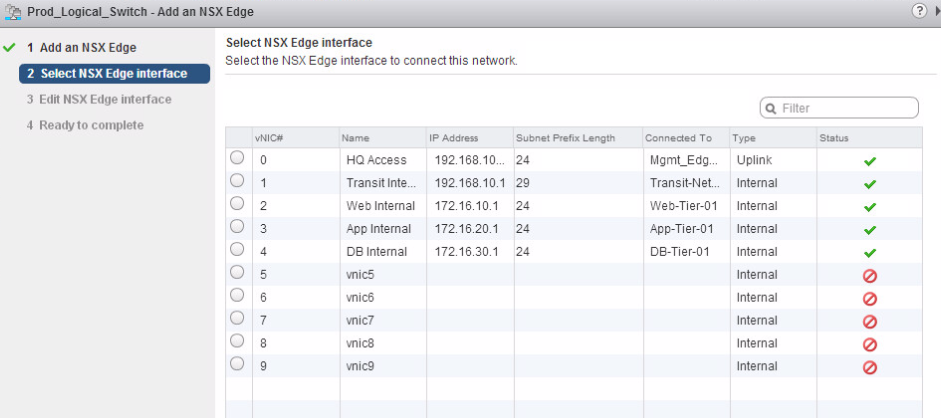 Prod_Logical_Switch - Add an NSX Edge
?
1 Add an NSX Edge
2 Select NSX Edge interface
3 Edit NSX Edge interface
4 Ready to complete
Select NSX Edge interface
Select the NSX Edge interface to connect this network.
Filter
vNIC# Name IP Address Subnet Prefix Length Connected To Type Status
0 HQ Access 192.168.10... 24 Mgmt_Edg... Uplink
1 Transit Inte... 192.168.10.1 29 Transit-Net... Internal
2 Web Internal 172.16.10.1 24 Web-Tier-01 Internal
3 App Internal 172.16.20.1 24 App-Tier-01 Internal
4 DB Internal 172.16.30.1 24 DB-Tier-01 Internal
5 vnic5 Internal
6 vnic6 Internal
7 vnic7 Internal
8 vnic8 Internal
9 vnic9 Internal